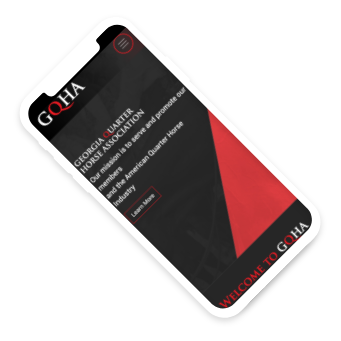 GQHA
GEORGIA QUARTER
HORSE ASSOCIATION
Our mission is to serve and promote our
members
and the American Quarter Horse
Industry
Learn More
WELCOME TO GQHA